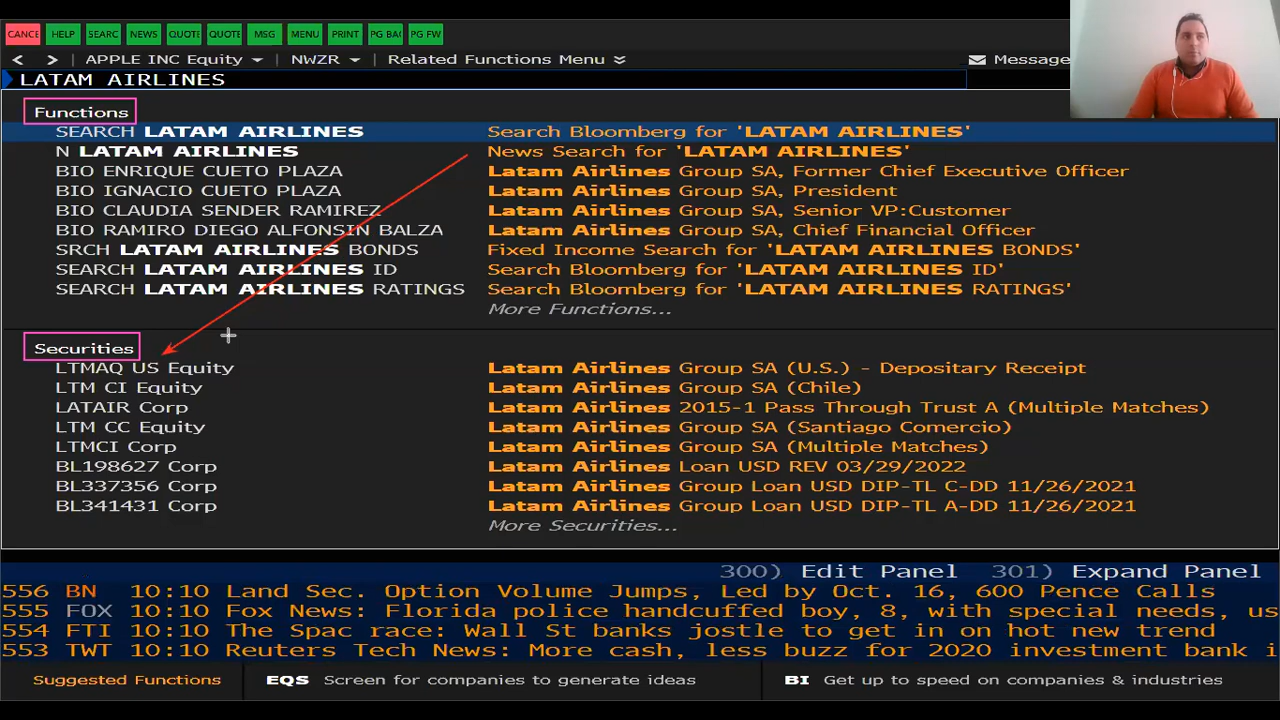 CANCE HELP SEARC NEWS QUOTE QUOTE MSG MENU PRINT PG BAC PG FW
< > APPLE INC Equity NWZR Related Functions Menu Message
LATAM AIRLINES
Functions
SEARCH LATAM AIRLINES Search Bloomberg for 'LATAM AIRLINES'
N LATAM AIRLINES News Search for 'LATAM AIRLINES'
BIO ENRIQUE CUETO PLAZA Latam Airlines Group SA, Former Chief Executive Officer
BIO IGNACIO CUETO PLAZA Latam Airlines Group SA, President
BIO CLAUDIA SENDER RAMIREZ Latam Airlines Group SA, Senior VP:Customer
BIO RAMIRO DIEGO ALFONSIN BALZA Latam Airlines Group SA, Chief Financial Officer
SRCH LATAM AIRLINES BONDS Fixed Income Search for 'LATAM AIRLINES BONDS'
SEARCH LATAM AIRLINES ID Search Bloomberg for 'LATAM AIRLINES ID'
SEARCH LATAM AIRLINES RATINGS Search Bloomberg for 'LATAM AIRLINES RATINGS'
More Functions...
Securities
LTMAQ US Equity Latam Airlines Group SA (U.S.) - Depositary Receipt
LTM CI Equity Latam Airlines Group SA (Chile)
LATAIR Corp Latam Airlines 2015-1 Pass Through Trust A (Multiple Matches)
LTM CC Equity Latam Airlines Group SA (Santiago Comercio)
LTMCI Corp Latam Airlines Group SA (Multiple Matches)
BL198627 Corp Latam Airlines Loan USD REV 03/29/2022
BL337356 Corp Latam Airlines Group Loan USD DIP-TL C-DD 11/26/2021
BL341431 Corp Latam Airlines Group Loan USD DIP-TL A-DD 11/26/2021
More Securities...
300) Edit Panel 301) Expand Panel
556 BN 10:10 Land Sec. Option Volume Jumps, Led by Oct. 16, 600 Pence Calls
555 FOX 10:10 Fox News: Florida police handcuffed boy, 8, with special needs, us
554 FTI 10:10 The Spac race: Wall St banks jostle to get in on hot new trend
553 TWT 10:10 Reuters Tech News: More cash, less buzz for 2020 investment bank i
Suggested Functions EQS Screen for companies to generate ideas BI Get up to speed on companies & industries